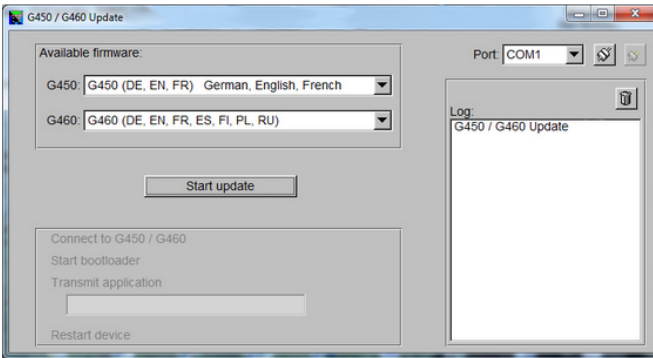 G450 / G460 Update
Available firmware:
G450: G450 (DE, EN, FR) German, English, French
G460: G460 (DE, EN, FR, ES, FI, PL, RU)
Start update
Connect to G450 / G460
Start bootloader
Transmit application
Restart device
Port: COM1
Log:
G450 / G460 Update